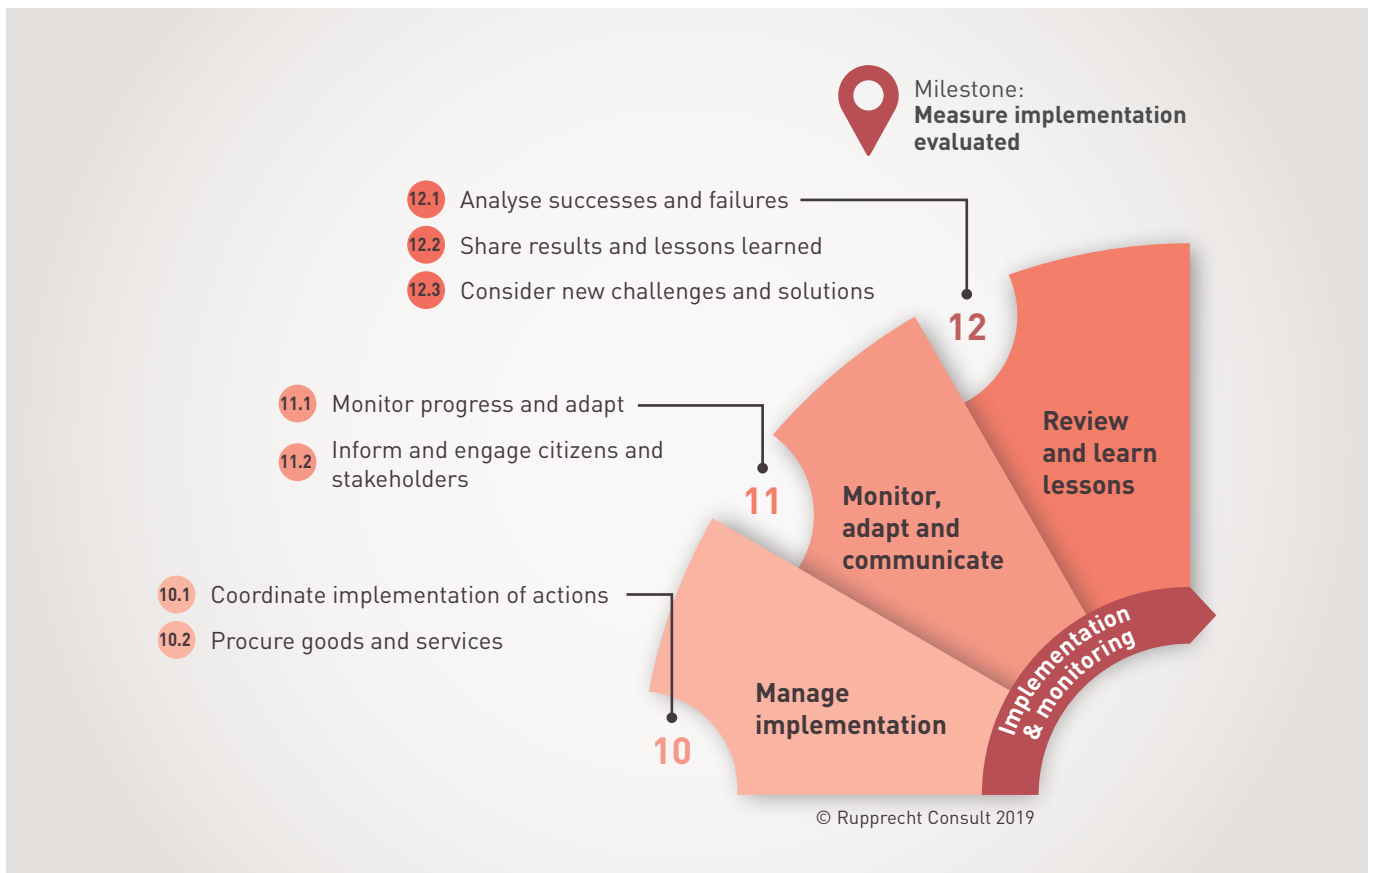 Milestone:
Measure implementation
evaluated
12.1 Analyse successes and failures
12.2 Share results and lessons learned
12.3 Consider new challenges and solutions
12
Review
and learn
lessons
11.1 Monitor progress and adapt
11.2 Inform and engage citizens and
stakeholders
11
Monitor,
adapt and
communicate
10.1 Coordinate implementation of actions
10.2 Procure goods and services
10
Manage
implementation
Implementation
& monitoring
© Rupprecht Consult 2019